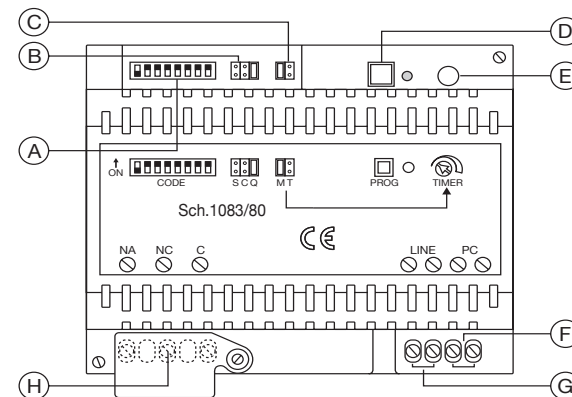 C
B
D
E
A
ON
CODE
S C Q
M T
PROG
TIMER
Sch.1083/80
CE
NA
NC
C
LINE
PC
F
H
G